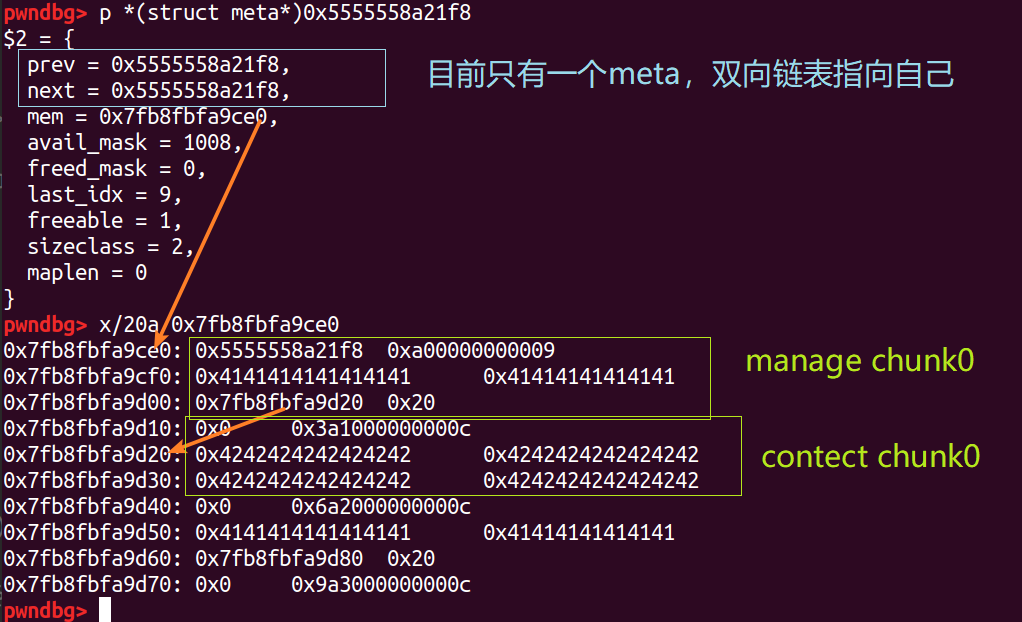 pwndbg> p *(struct meta*)0x5555558a21f8
$2 = {
prev = 0x5555558a21f8,
目前只有一个meta，双向链表指向自己
next = 0x5555558a21f8,
mem = 0x7fb8fbfa9ce0,
avail_mask = 1008,
freed_mask = 0,
last_idx = 9,
freeable = 1,
sizeclass = 2,
maplen = 0
}
pwndbg> x/20a 0x7fb8fbfa9ce0
0x7fb8fbfa9ce0: 0x5555558a21f8 0xa00000000009
manage chunk0
0x7fb8fbfa9cf0: 0x4141414141414141 0x41414141414141
0x7fb8fbfa9d00: 0x7fb8fbfa9d20 0x20
0x7fb8fbfa9d10: 0x0 0x3a1000000000c
0x7fb8fbfa9d20: 0x4242424242424242 0x4242424242424242
contect chunk0
0x7fb8fbfa9d30: 0x4242424242424242 0x4242424242424242
0x7fb8fbfa9d40: 0x0 0x6a2000000000c
0x7fb8fbfa9d50: 0x4141414141414141 0x41414141414141
0x7fb8fbfa9d60: 0x7fb8fbfa9d80 0x20
0x7fb8fbfa9d70: 0x0 0x9a3000000000c
pwndbg>